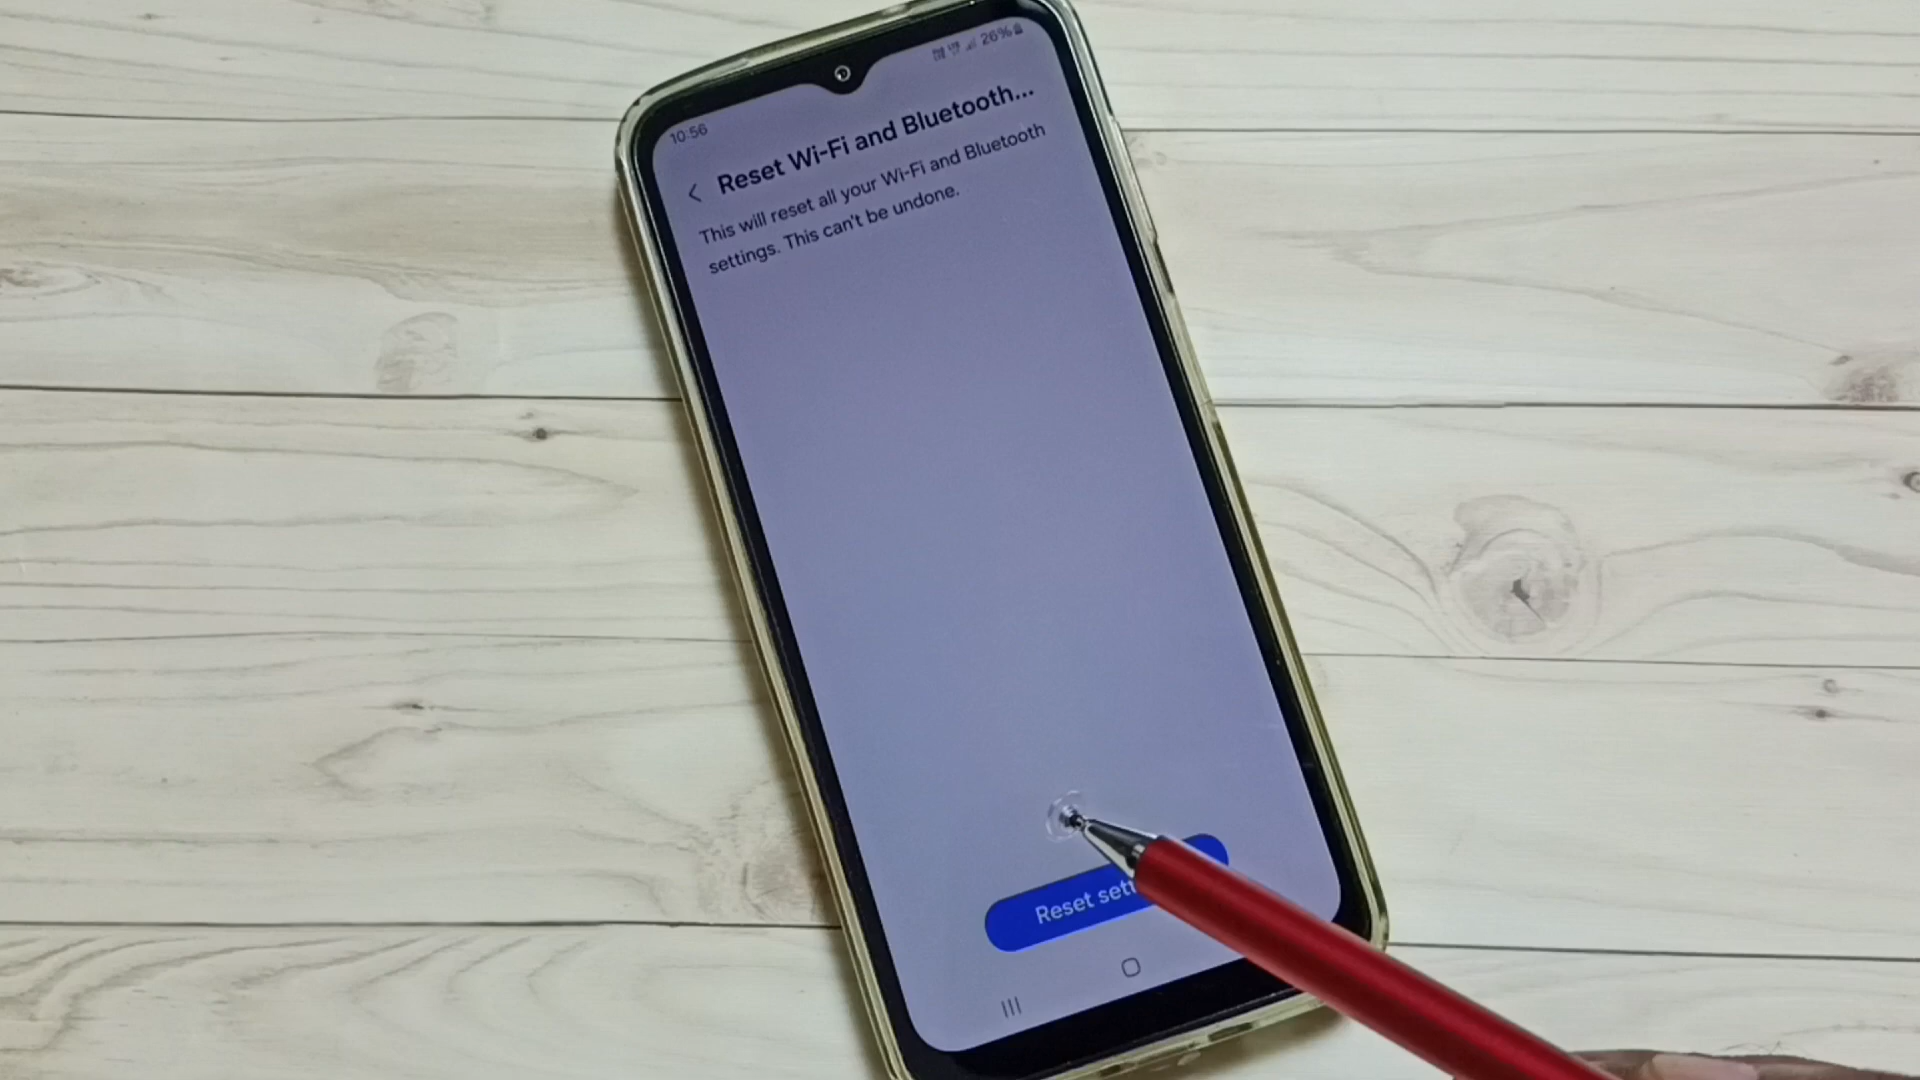 26%
10:56
Reset Wi-Fi and Bluetooth...
This will reset all your Wi-Fi and Bluetooth
settings. This can't be undone.
Reset sett